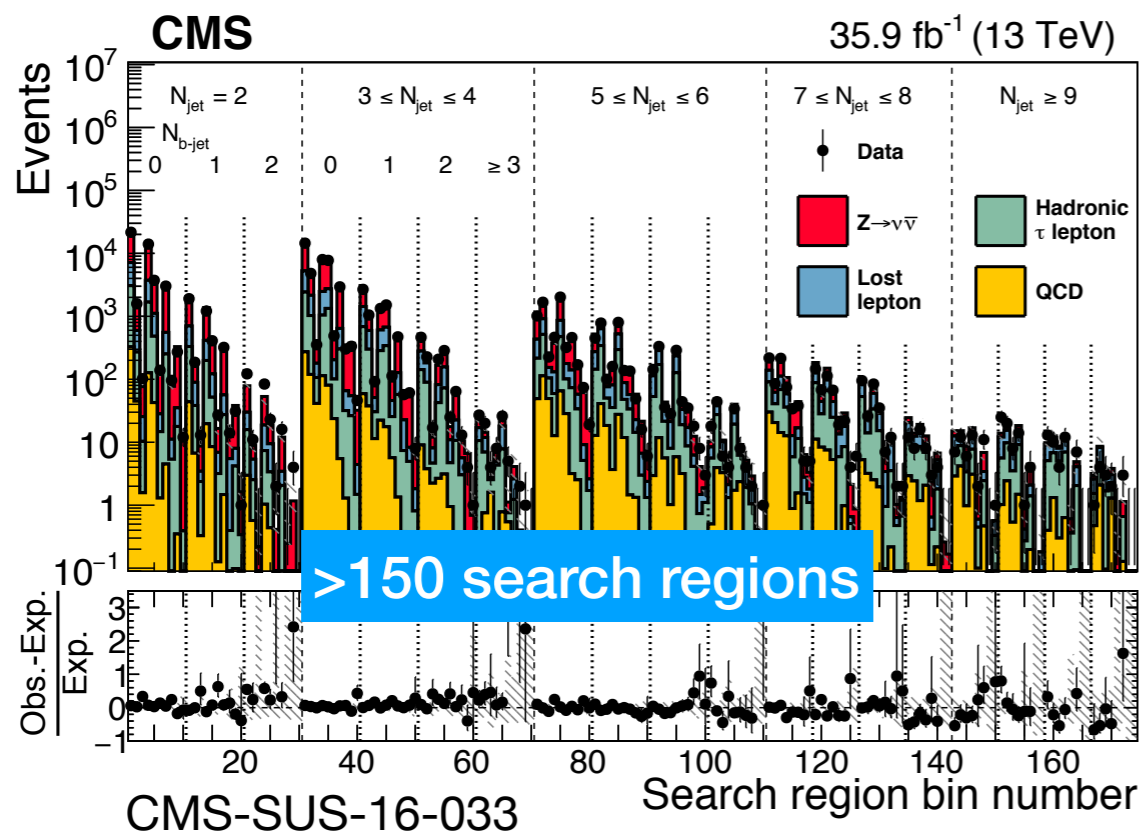 CMS 35.9 fb⁻¹ (13 TeV)
Events
10⁷
10⁶
10⁵
10⁴
10³
10²
10
1
10⁻¹
N_jet = 2 3 ≤ N_jet ≤ 4 5 ≤ N_jet ≤ 6 7 ≤ N_jet ≤ 8 N_jet ≥ 9
N_b-jet
0 1 2 0 1 2 ≥ 3
Data
Z→νν̅
Hadronic
τ lepton
Lost
lepton
QCD
>150 search regions
Obs.-Exp.
Exp.
3
2
1
0
−1
20 40 60 80 100 120 140 160
Search region bin number
CMS-SUS-16-033